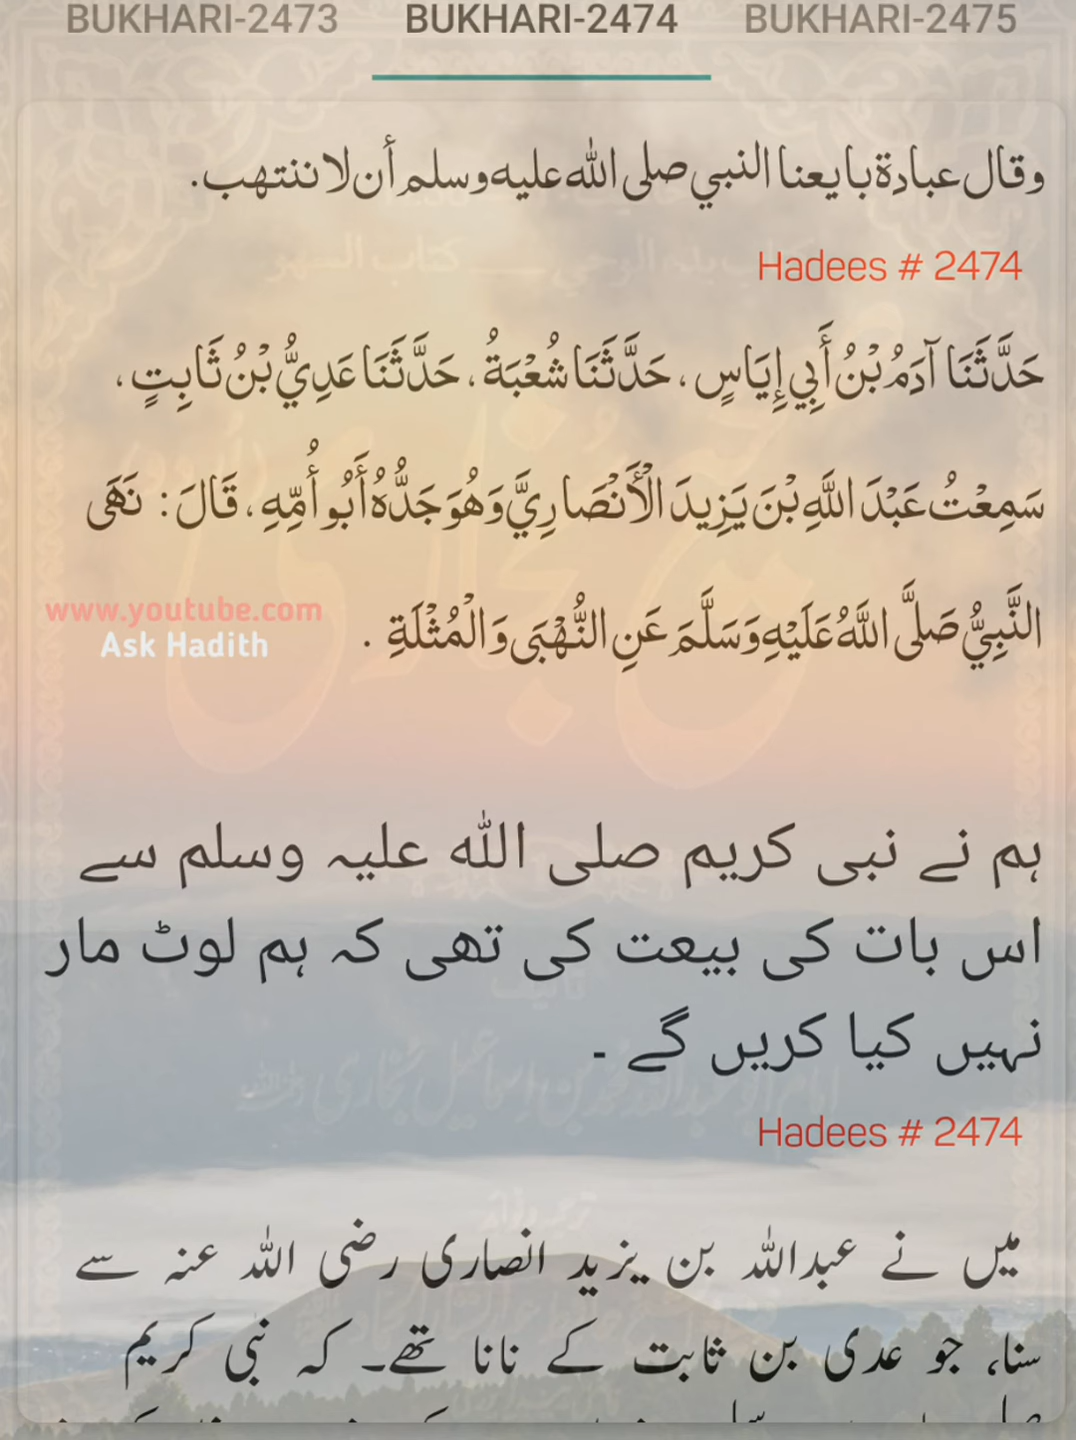 BUKHARI-2473 BUKHARI-2474 BUKHARI-2475
وقال عبادة بايعنا النبي صلى الله عليه وسلم أن لا ننتهب.
Hadees # 2474
حَدَّثَنَا آدَمُ بْنُ أَبِي إِيَاسٍ ، حَدَّثَنَا شُعْبَةُ ، حَدَّثَنَا عَدِيُّ بْنُ ثَابِتٍ ،
سَمِعْتُ عَبْدَ اللَّهِ بْنَ يَزِيدَ الْأَنْصَارِيَّ وَهُوَ جَدُّهُ أَبُو أُمِّهِ ، قَالَ : نَهَى
النَّبِيُّ صَلَّى اللَّهُ عَلَيْهِ وَسَلَّمَ عَنِ النُّهْبَى وَالْمُثْلَةِ .
www.youtube.com
Ask Hadith
ہم نے نبی کریم صلی اللہ علیہ وسلم سے
اس بات کی بیعت کی تھی کہ ہم لوٹ مار
نہیں کیا کریں گے ۔
Hadees # 2474
میں نے عبداللہ بن یزید انصاری رضی اللہ عنہ سے
سنا، جو عدی بن ثابت کے نانا تھے۔ کہ نبی کریم